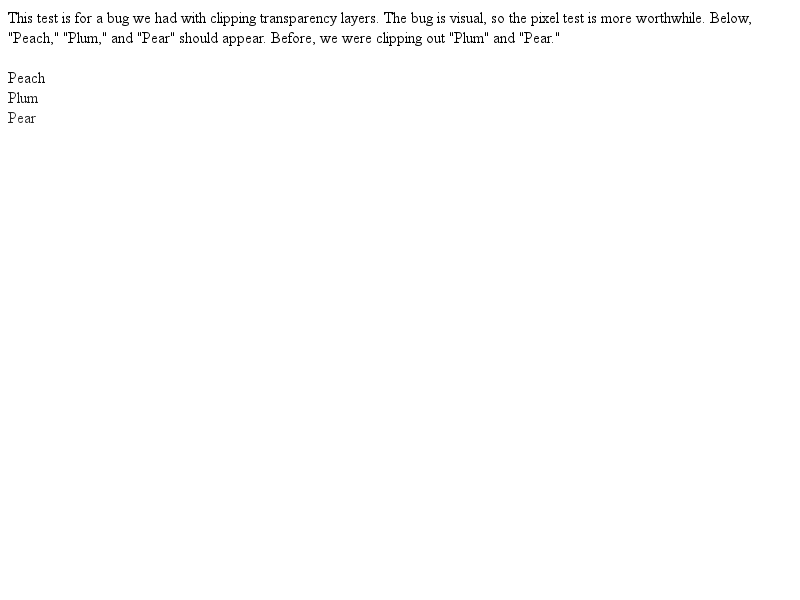 This test is for a bug we had with clipping transparency layers. The bug is visual, so the pixel test is more worthwhile. Below,
"Peach," "Plum," and "Pear" should appear. Before, we were clipping out "Plum" and "Pear."
Peach
Plum
Pear